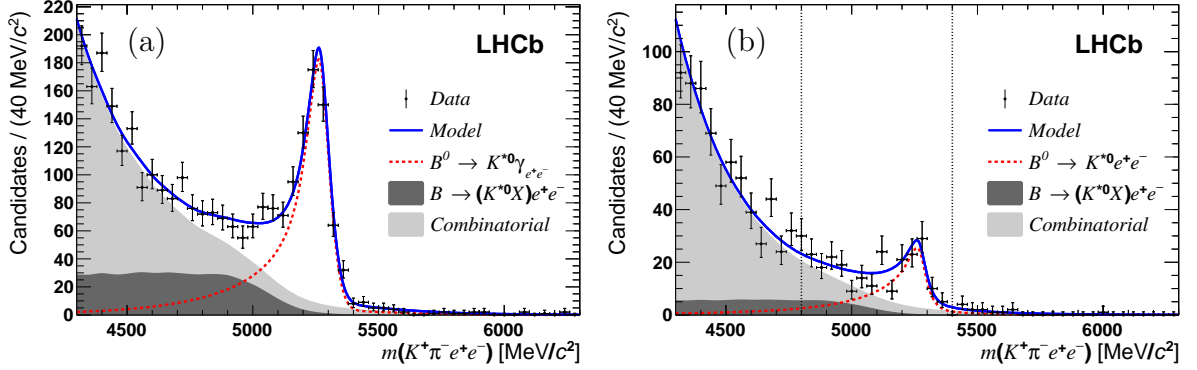 (a)
LHCb
Data
Model
B⁰ → K*⁰γ_{e⁺e⁻}
B → (K*⁰X)e⁺e⁻
Combinatorial
Candidates / (40 MeV/c²)
220
200
180
160
140
120
100
80
60
40
20
0
4500 5000 5500 6000
m(K⁺π⁻e⁺e⁻) [MeV/c²]
(b)
LHCb
Data
Model
B⁰ → K*⁰e⁺e⁻
B → (K*⁰X)e⁺e⁻
Combinatorial
Candidates / (40 MeV/c²)
100
80
60
40
20
0
4500 5000 5500 6000
m(K⁺π⁻e⁺e⁻) [MeV/c²]